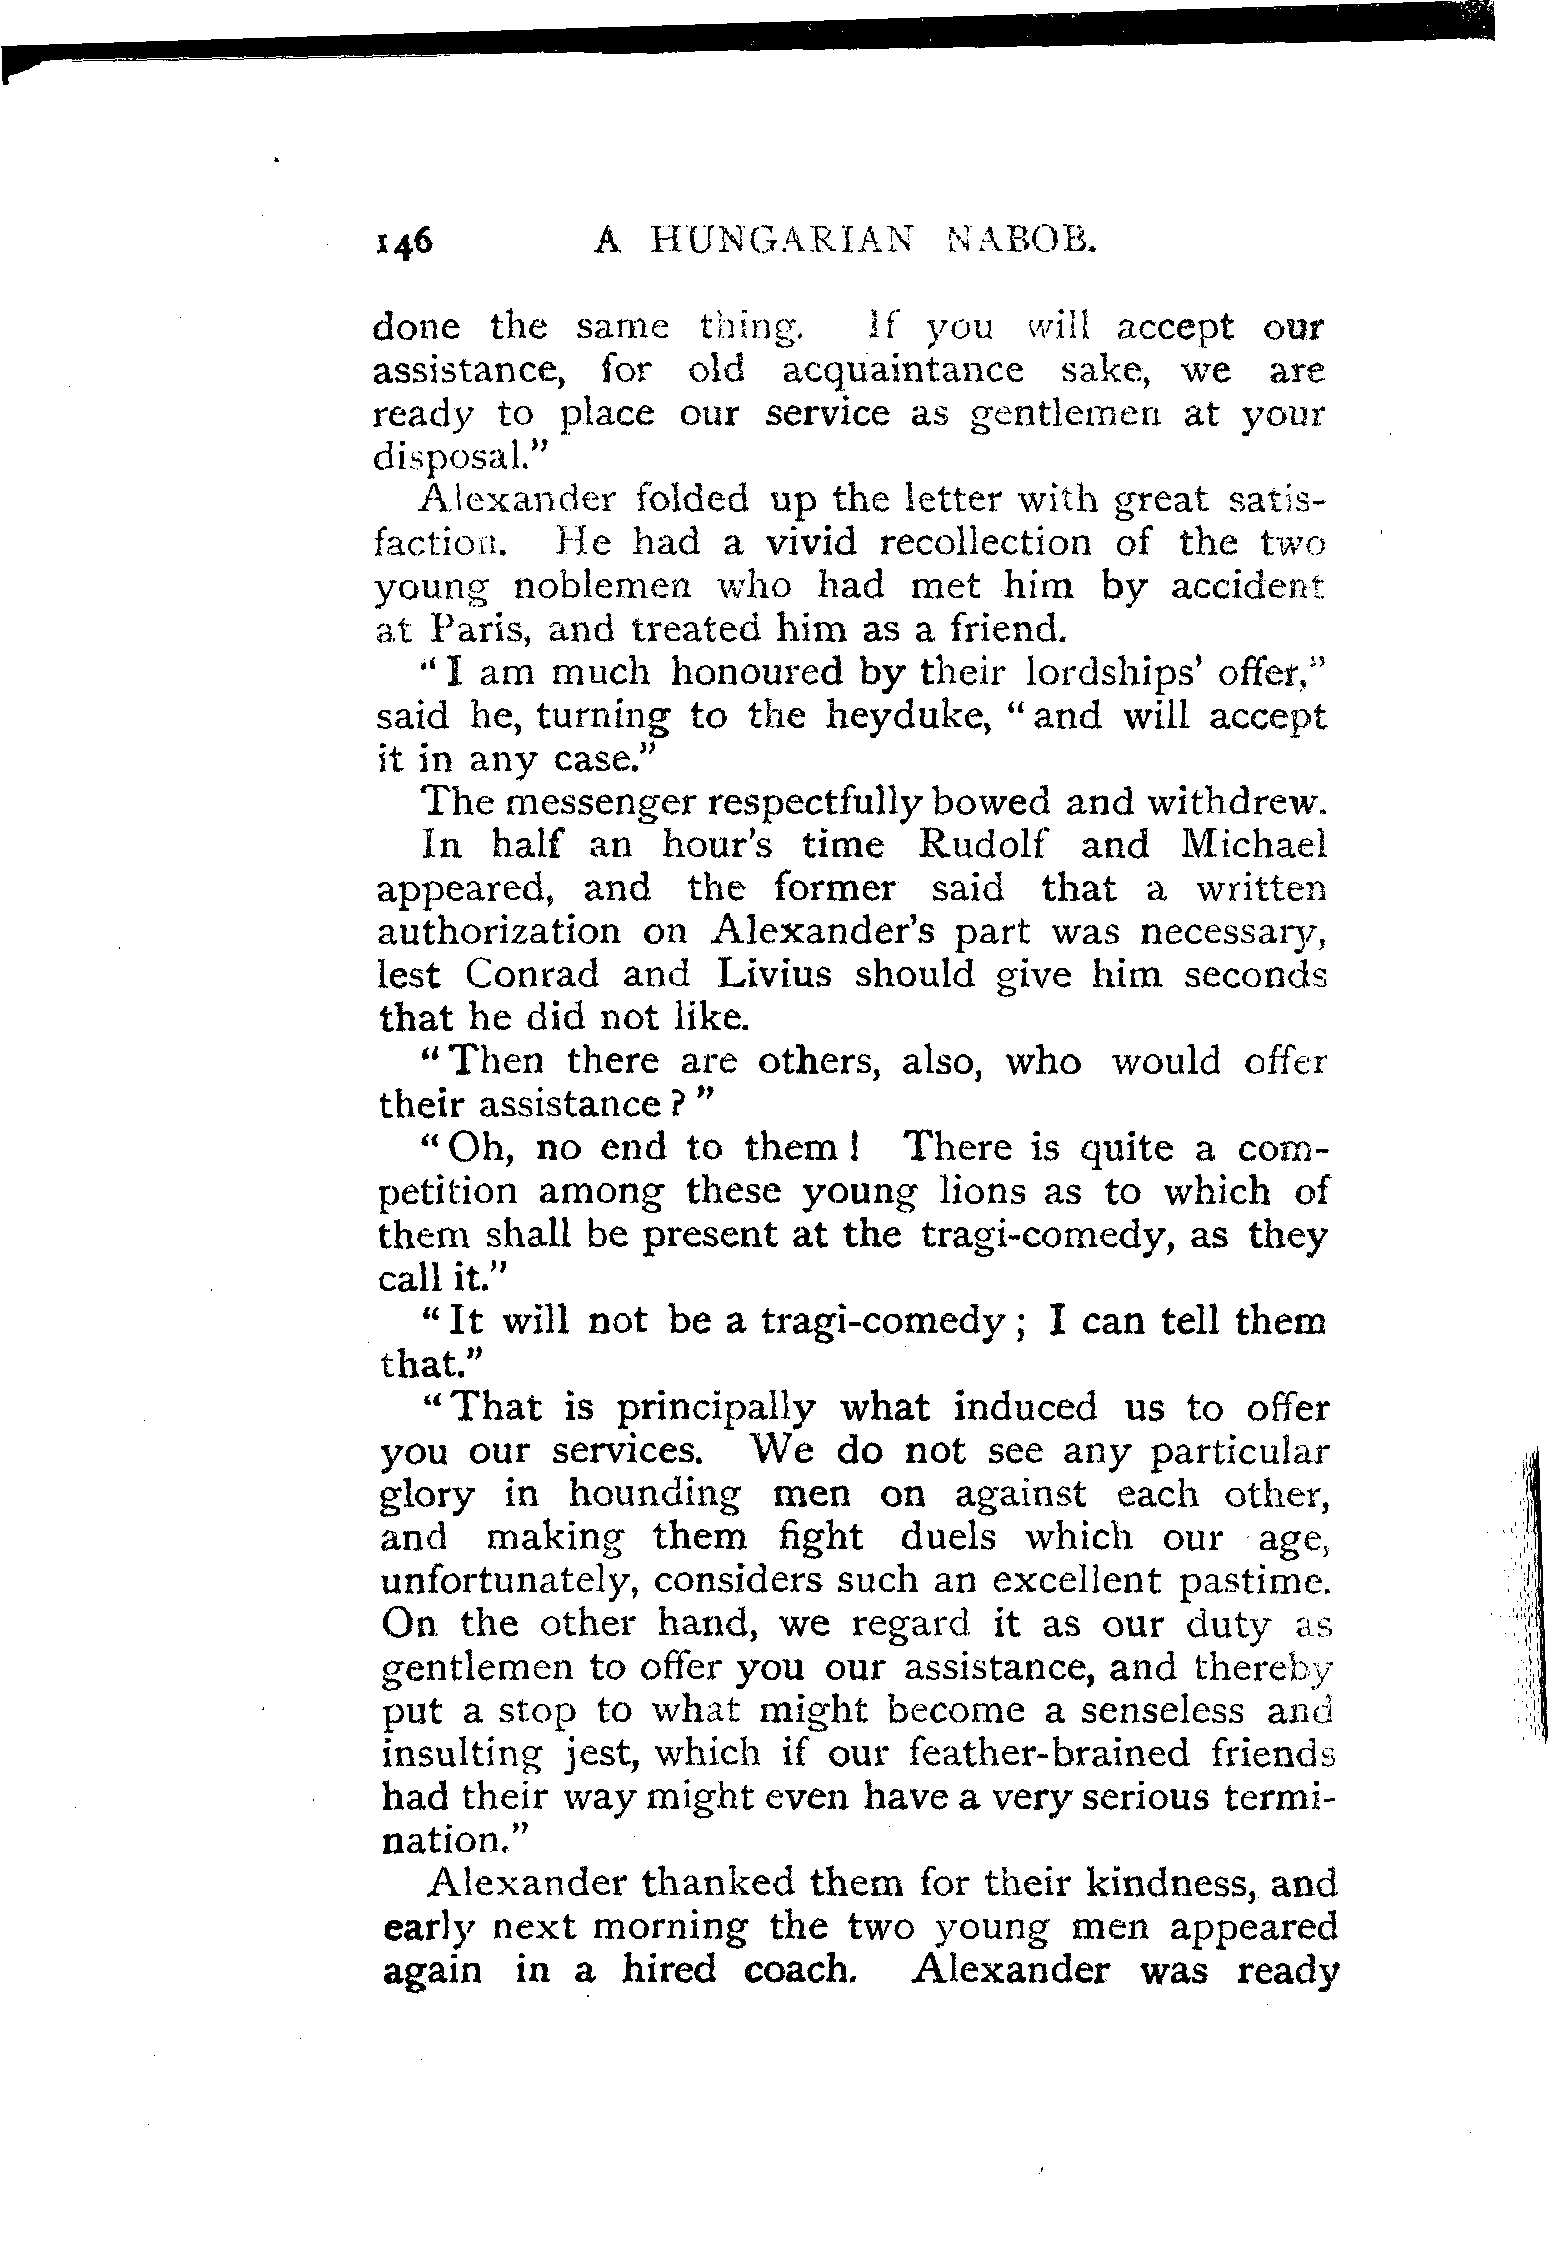 146 A HUNGARIAN NABOB.
done the same thing. If you will accept our
assistance, for old acquaintance sake, we are
ready to place our service as gentlemen at your
disposal."
Alexander folded up the letter with great satis-
faction. He had a vivid recollection of the two
young noblemen who had met him by accident
at Paris, and treated him as a friend.
"I am much honoured by their lordships' offer,"
said he, turning to the heyduke, "and will accept
it in any case."
The messenger respectfully bowed and withdrew.
In half an hour's time Rudolf and Michael
appeared, and the former said that a written
authorization on Alexander's part was necessary,
lest Conrad and Livius should give him seconds
that he did not like.
"Then there are others, also, who would offer
their assistance?"
"Oh, no end to them! There is quite a com-
petition among these young lions as to which of
them shall be present at the tragi-comedy, as they
call it."
"It will not be a tragi-comedy; I can tell them
that."
"That is principally what induced us to offer
you our services. We do not see any particular
glory in hounding men on against each other,
and making them fight duels which our age,
unfortunately, considers such an excellent pastime.
On the other hand, we regard it as our duty as
gentlemen to offer you our assistance, and thereby
put a stop to what might become a senseless and
insulting jest, which if our feather-brained friends
had their way might even have a very serious termi-
nation."
Alexander thanked them for their kindness, and
early next morning the two young men appeared
again in a hired coach. Alexander was ready